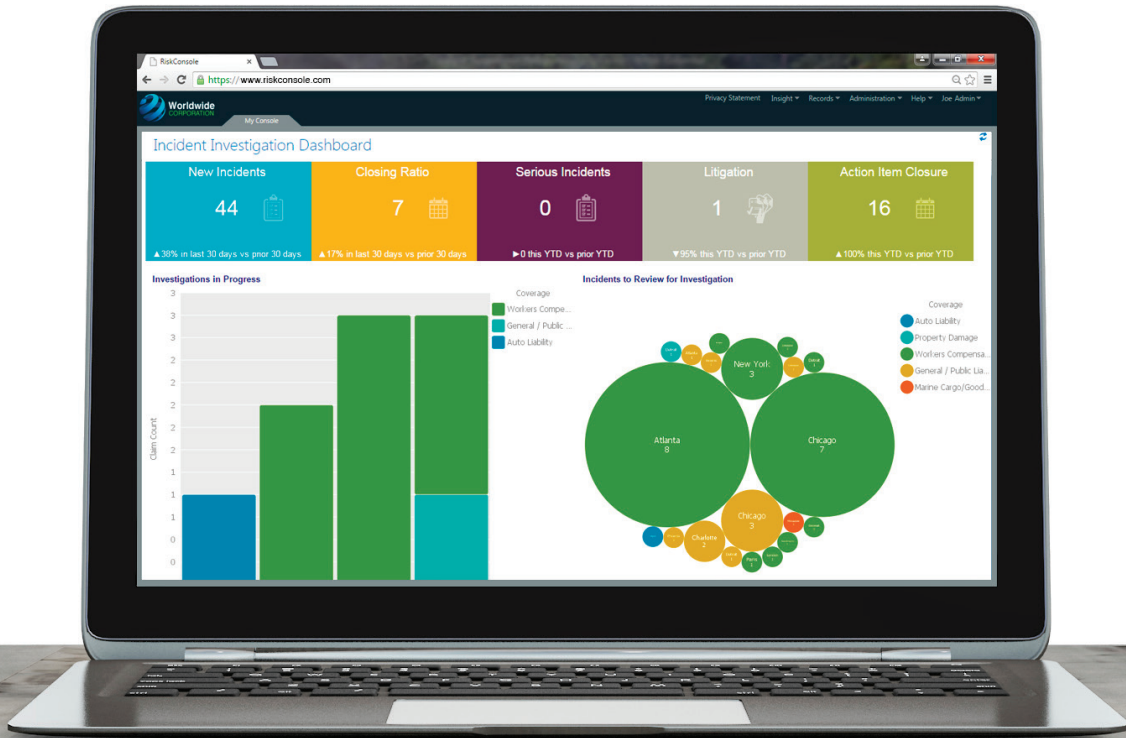 RiskConsole
https://www.riskconsole.com
Worldwide
CORPORATION
My Console
Privacy Statement Insight Records Administration Help Joe Admin
Incident Investigation Dashboard
New Incidents
44
▲38% in last 30 days vs prior 30 days
Closing Ratio
7
▲17% in last 30 days vs prior 30 days
Serious Incidents
0
►0 this YTD vs prior YTD
Litigation
1
▼95% this YTD vs prior YTD
Action Item Closure
16
▲100% this YTD vs prior YTD
Investigations in Progress
Claim Count
3
3
3
2
2
2
2
2
1
1
1
0
0
Coverage
Workers Compe...
General / Public ...
Auto Liability
Incidents to Review for Investigation
New York
3
Atlanta
8
Chicago
7
Chicago
3
Charlotte
2
Coverage
Auto Liability
Property Damage
Workers Compensa...
General / Public Lia...
Marine Cargo/Good...